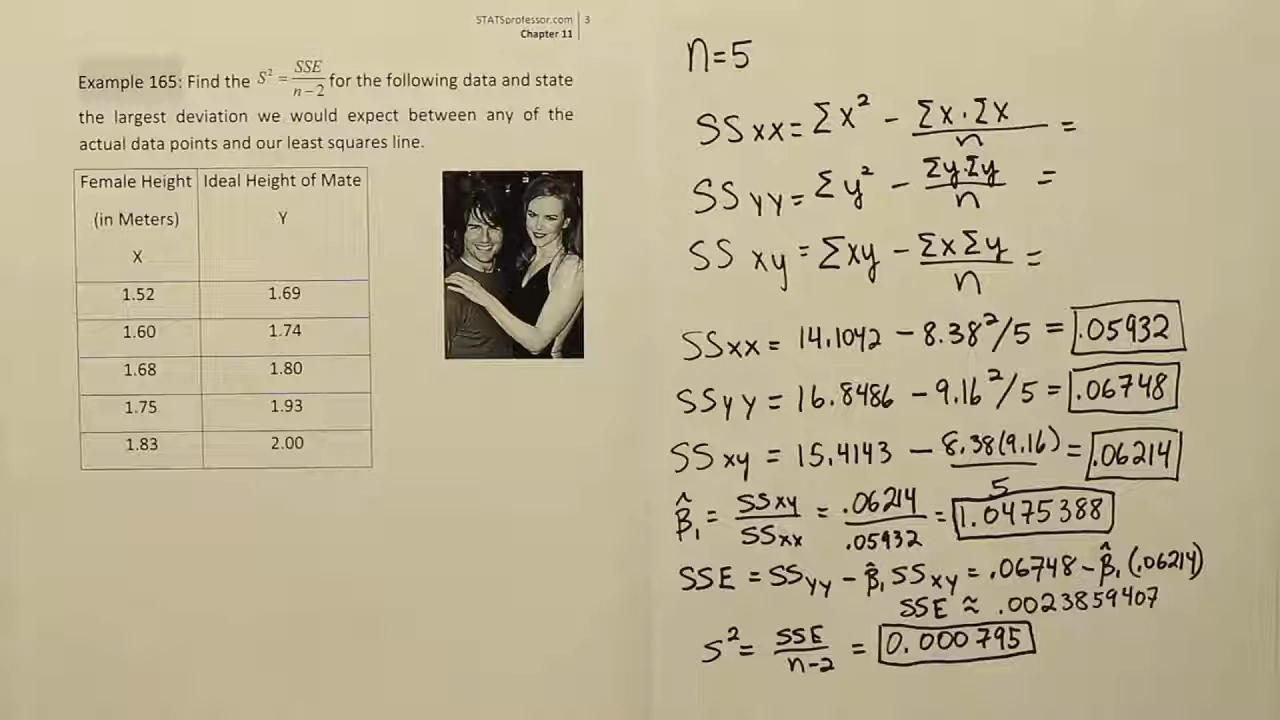 STATSprofessor.com | 3
Chapter 11
Example 165: Find the S² = SSE/n−2 for the following data and state
the largest deviation we would expect between any of the
actual data points and our least squares line.
Female Height (in Meters) X | Ideal Height of Mate Y
1.52 | 1.69
1.60 | 1.74
1.68 | 1.80
1.75 | 1.93
1.83 | 2.00
n=5
SSxx = Σx² − Σx·Σx/n =
SSyy = Σy² − Σy·Σy/n =
SSxy = Σxy − ΣxΣy/n =
SSxx = 14.1042 − 8.38²/5 = .05932
SSyy = 16.8486 − 9.16²/5 = .06748
SSxy = 15.4143 − 8.38(9.16)/5 = .06214
β̂₁ = SSxy/SSxx = .06214/.05932 = 1.0475388
SSE = SSyy − β̂₁SSxy = .06748 − β̂₁(.06214)
SSE ≈ .0023859407
S² = SSE/n−2 = 0.000795